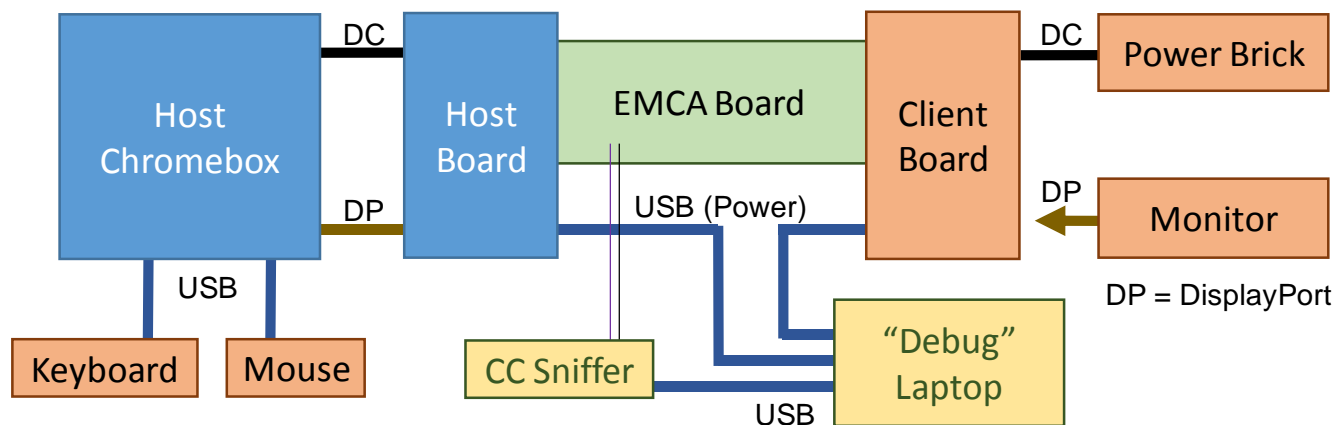 DC
DC
Host
Chromebox
Host
Board
EMCA Board
Client
Board
Power Brick
DP
USB (Power)
DP
Monitor
USB
DP = DisplayPort
Keyboard
Mouse
CC Sniffer
“Debug”
Laptop
USB